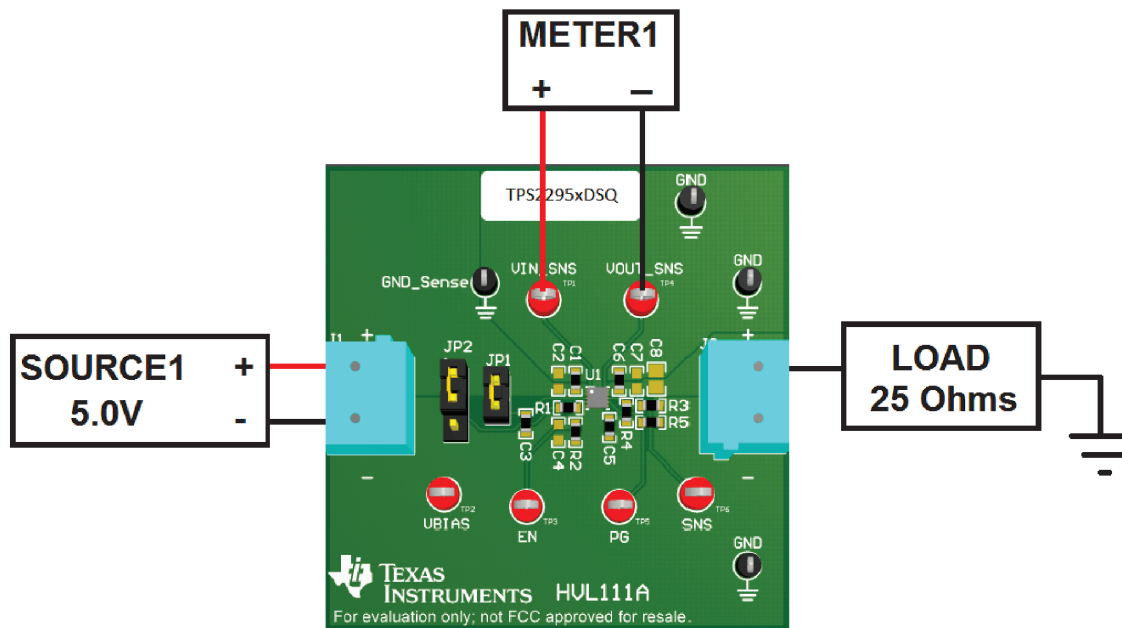 METER1
+ −
TPS2295xDSQ
GND
GND_Sense
VIN_SNS
TP1
VOUT_SNS
TP4
GND
SOURCE1
5.0V
+
-
+
−
JP2
JP1
C2
C1
C6
C7
C8
U1
R1
R3
R5
R4
C3
C4
R2
C5
+
−
LOAD
25 Ohms
TP2
VBIAS
TP3
EN
TP5
PG
TP6
SNS
GND
TEXAS
INSTRUMENTS
HVL111A
For evaluation only; not FCC approved for resale.